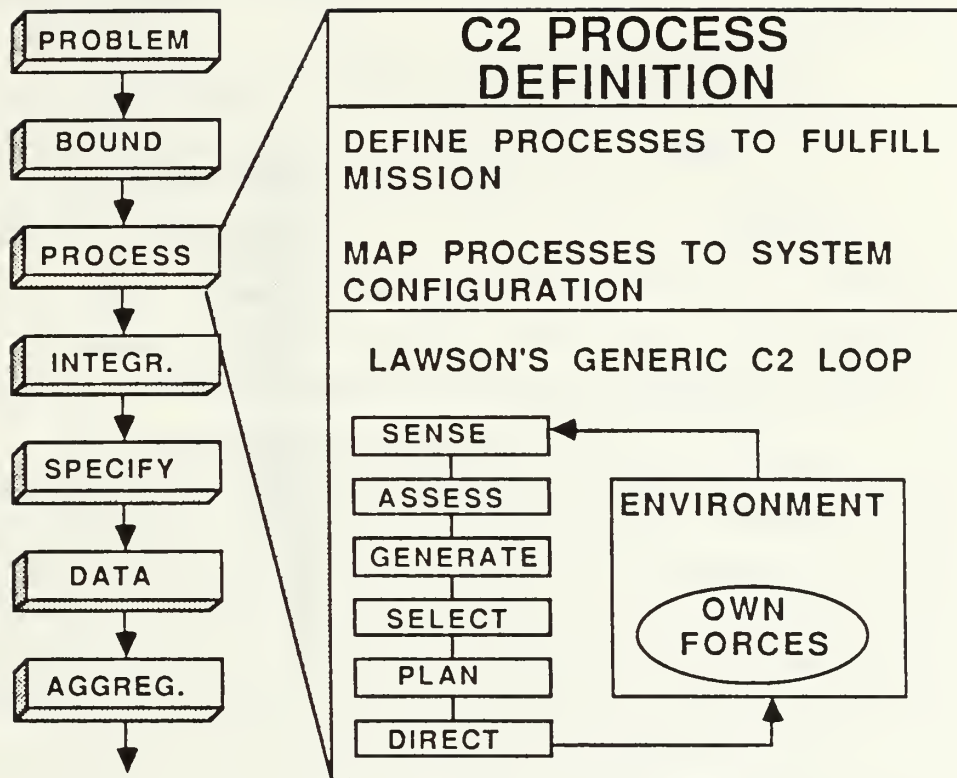 PROBLEM
BOUND
PROCESS
INTEGR.
SPECIFY
DATA
AGGREG.
C2 PROCESS
DEFINITION
DEFINE PROCESSES TO FULFILL
MISSION
MAP PROCESSES TO SYSTEM
CONFIGURATION
LAWSON'S GENERIC C2 LOOP
SENSE
ASSESS
GENERATE
SELECT
PLAN
DIRECT
ENVIRONMENT
OWN
FORCES